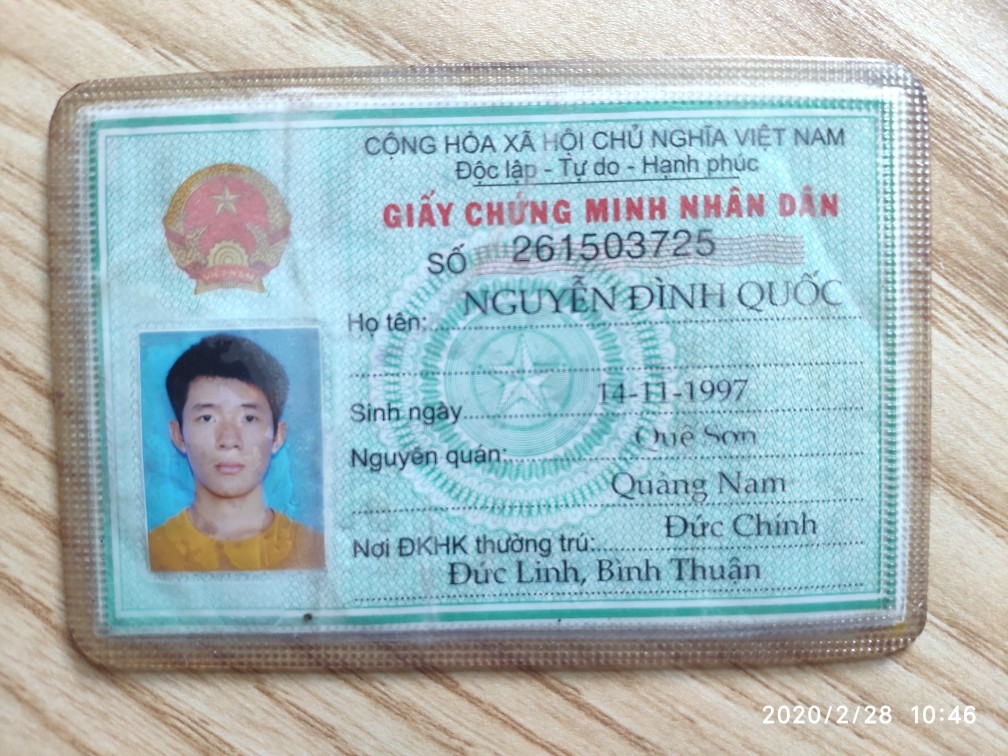 CỘNG HÒA XÃ HỘI CHỦ NGHĨA VIỆT NAM
Độc lập - Tự do - Hạnh phúc
GIẤY CHỨNG MINH NHÂN DÂN
SỐ 261503725
Họ tên: NGUYỄN ĐÌNH QUỐC
Sinh ngày 14-11-1997
Nguyên quán: Quế Sơn
Quảng Nam
Nơi ĐKHK thường trú: Đức Chính
Đức Linh, Bình Thuận
VIỆT NAM
2020/2/28 10:46